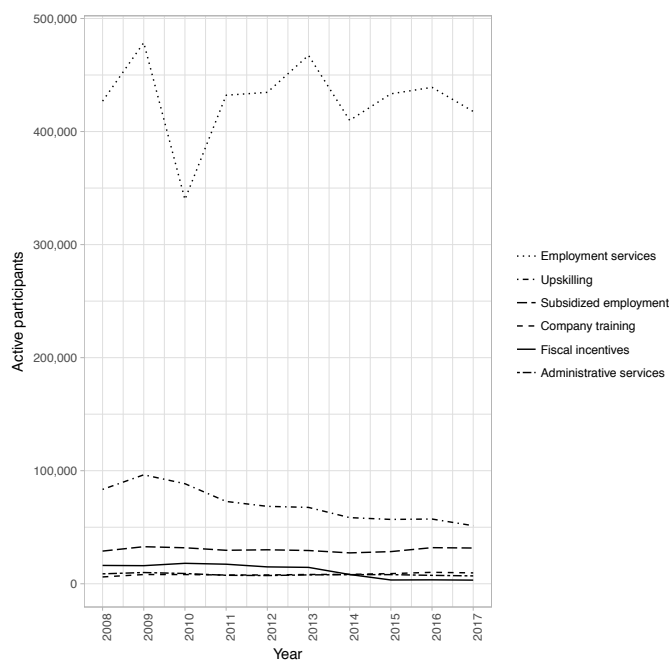 500,000
400,000
300,000
200,000
100,000
0
Active participants
2008
2009
2010
2011
2012
2013
2014
2015
2016
2017
Year
Employment services
Upskilling
Subsidized employment
Company training
Fiscal incentives
Administrative services